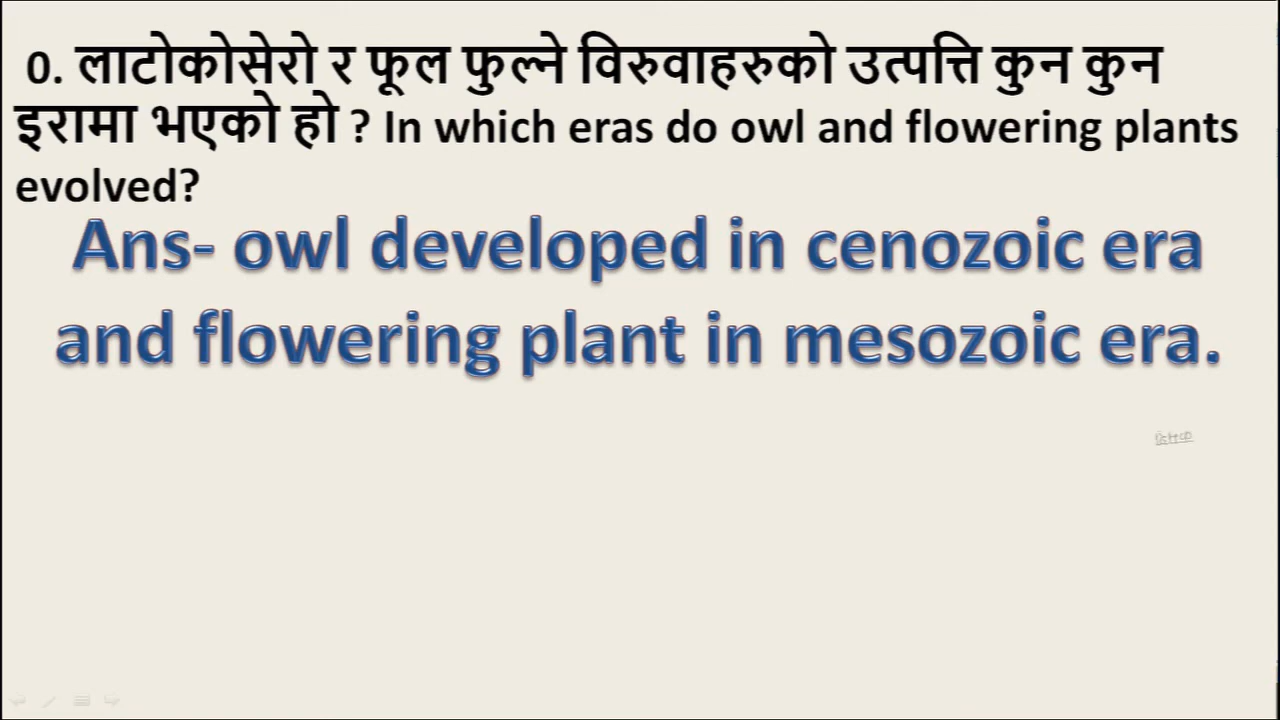 0. लाटोकोसेरो र फूल फुल्ने विरुवाहरुको उत्पत्ति कुन कुन
इरामा भएको हो ? In which eras do owl and flowering plants
evolved?
Ans- owl developed in cenozoic era
and flowering plant in mesozoic era.